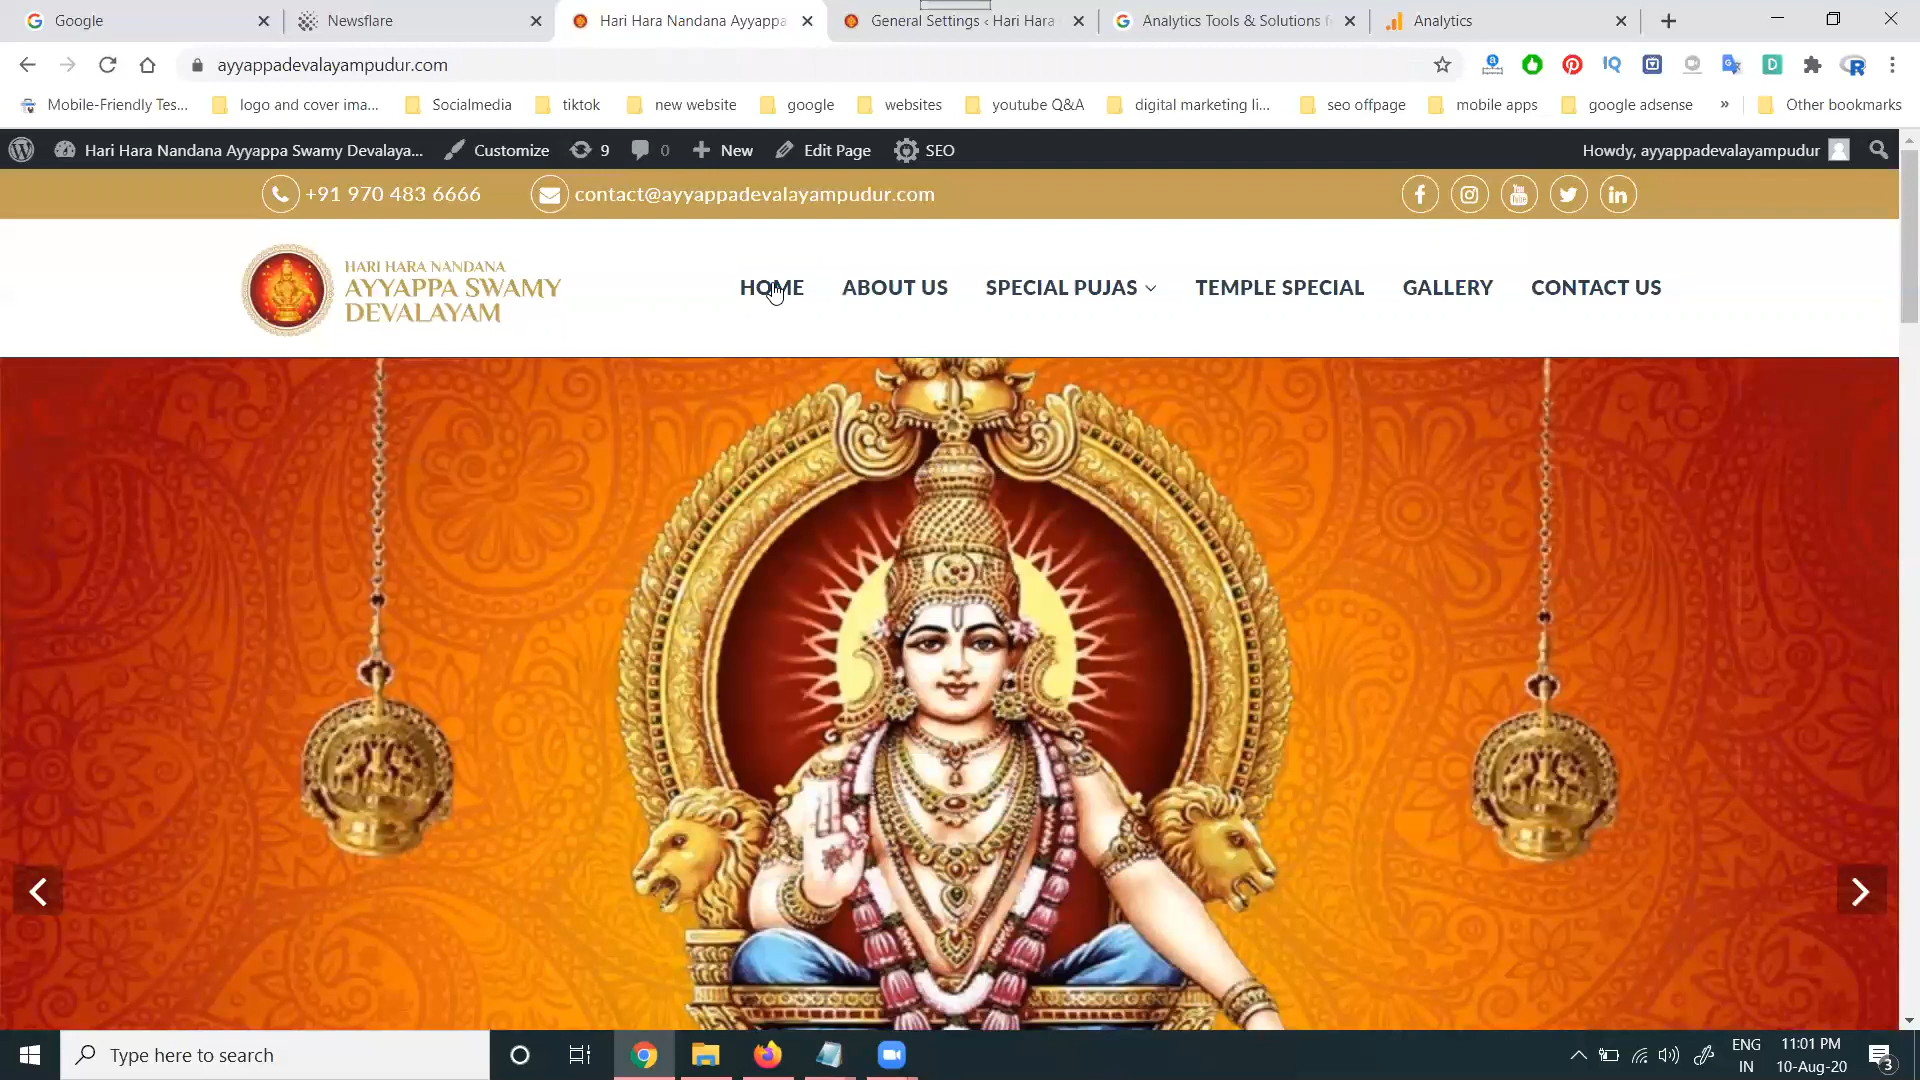 Google
Newsflare
Hari Hara Nandana Ayyappa
General Settings ‹ Hari Hara
Analytics Tools & Solutions f
Analytics
ayyappadevalayampudur.com
Mobile-Friendly Tes...
logo and cover ima...
Socialmedia
tiktok
new website
google
websites
youtube Q&A
digital marketing li...
seo offpage
mobile apps
google adsense
»
Other bookmarks
Hari Hara Nandana Ayyappa Swamy Devalaya...
Customize
9
0
New
Edit Page
SEO
Howdy, ayyappadevalayampudur
+91 970 483 6666
contact@ayyappadevalayampudur.com
HARI HARA NANDANA
AYYAPPA SWAMY
DEVALAYAM
HOME
ABOUT US
SPECIAL PUJAS
TEMPLE SPECIAL
GALLERY
CONTACT US
Type here to search
ENG
IN
11:01 PM
10-Aug-20
3